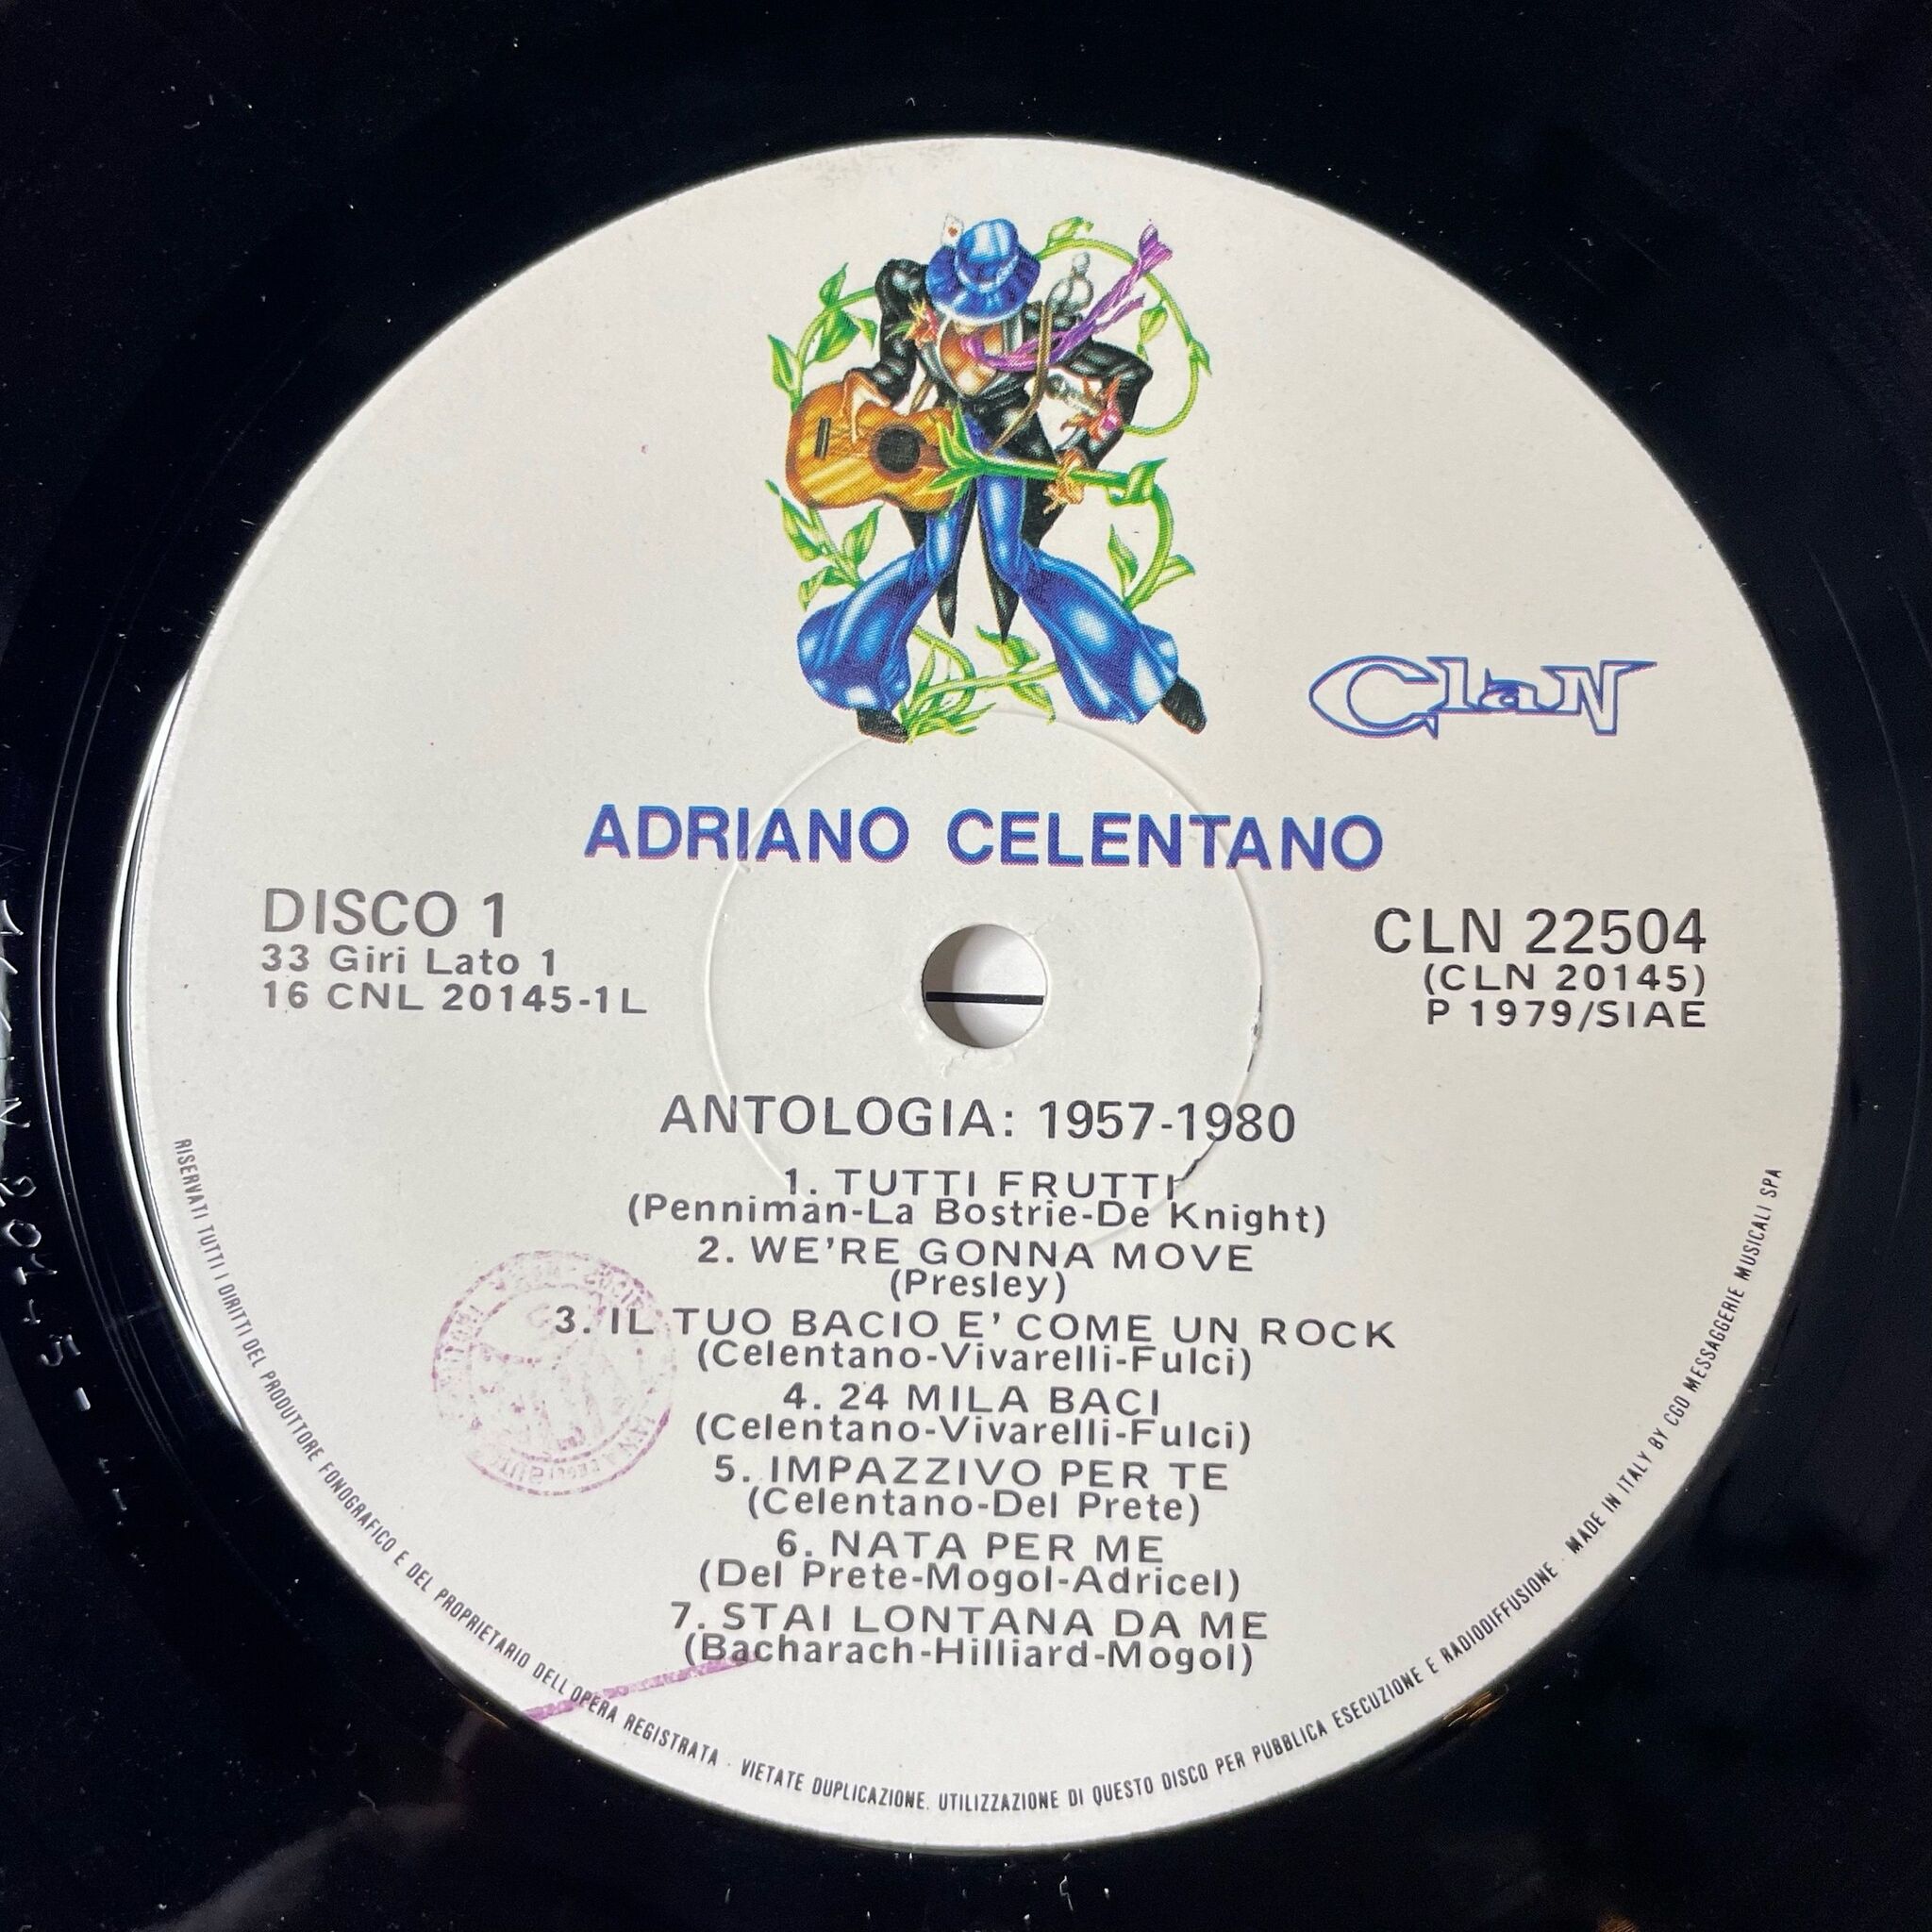 Clan
ADRIANO CELENTANO
DISCO 1
33 Giri Lato 1
16 CNL 20145-1L
CLN 22504
(CLN 20145)
P 1979/SIAE
ANTOLOGIA: 1957-1980
1. TUTTI FRUTTI
(Penniman-La Bostrie-De Knight)
2. WE'RE GONNA MOVE
(Presley)
3. IL TUO BACIO E' COME UN ROCK
(Celentano-Vivarelli-Fulci)
4. 24 MILA BACI
(Celentano-Vivarelli-Fulci)
5. IMPAZZIVO PER TE
(Celentano-Del Prete)
6. NATA PER ME
(Del Prete-Mogol-Adricel)
7. STAI LONTANA DA ME
(Bacharach-Hilliard-Mogol)
RISERVATI TUTTI I DIRITTI DEL PRODUTTORE FONOGRAFICO E DEL PROPRIETARIO DELL OPERA REGISTRATA · VIETATE DUPLICAZIONE. UTILIZZAZIONE DI QUESTO DISCO PER PUBBLICA ESECUZIONE E RADIODIFFUSIONE · MADE IN ITALY BY CGD MESSAGGERIE MUSICALI SPA